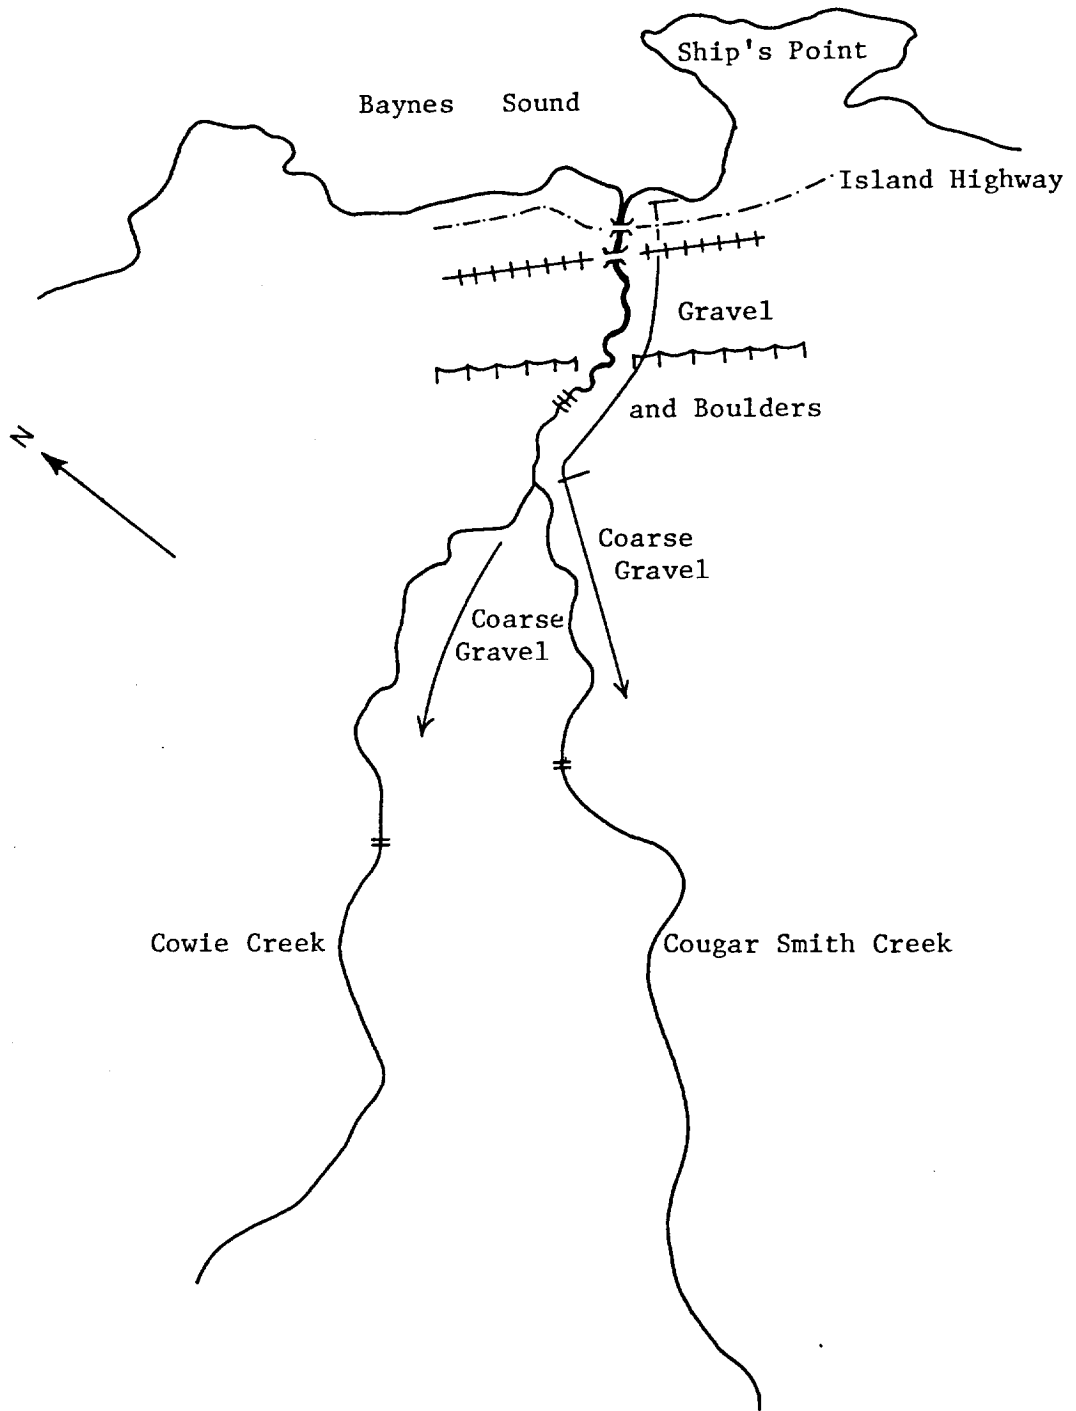 Ship's Point
Baynes Sound
Island Highway
Gravel
and Boulders
N
Coarse
Gravel
Coarse
Gravel
Cowie Creek
Cougar Smith Creek